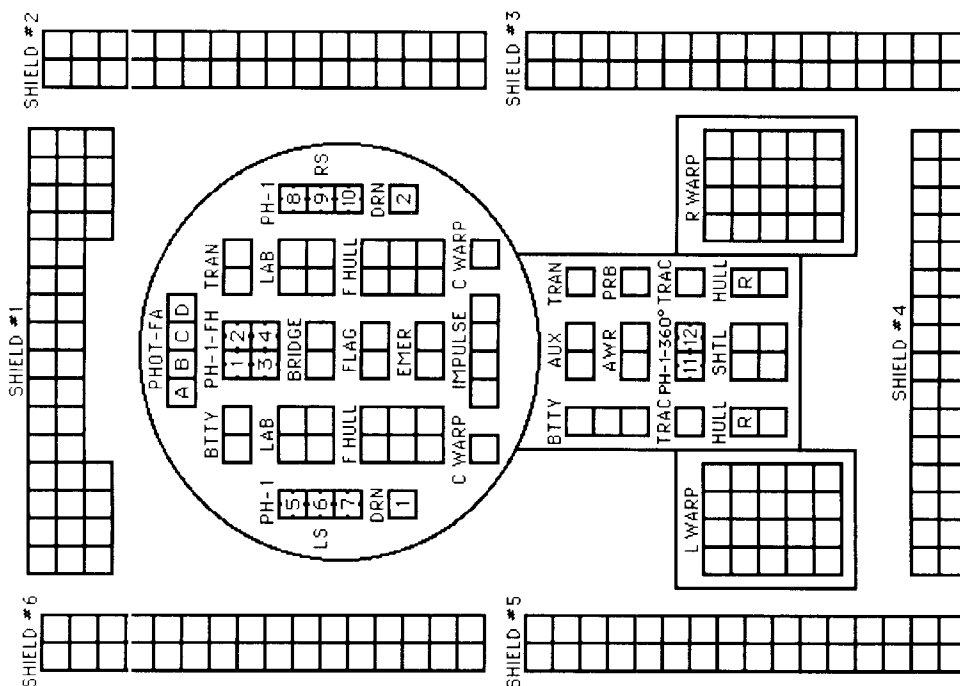 SHIELD #1
SHIELD #2
SHIELD #6
PHOT-FA
A B C D
BTTY
PH-1-FH
TRAN
1 2
3 4
PH-1
LAB
BRIDGE
LAB
PH-1
5
6
7
LS
8
9
10
RS
FLAG
F HULL
F HULL
DRN
1
EMER
DRN
2
C WARP
IMPULSE
C WARP
SHIELD #5
SHIELD #3
BTTY
AUX
TRAN
AWR
PRB
TRAC
PH-1-360°
TRAC
11 12
HULL
SHTL
HULL
R
R
L WARP
R WARP
SHIELD #4